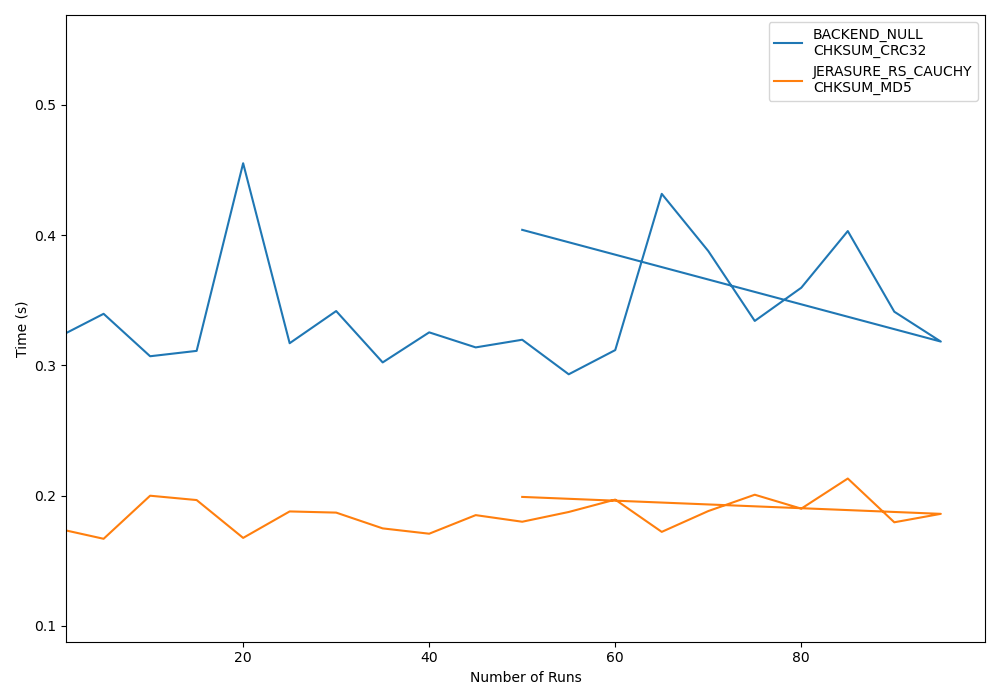 BACKEND_NULL
CHKSUM_CRC32
JERASURE_RS_CAUCHY
CHKSUM_MD5
0.5
0.4
0.3
0.2
0.1
Time (s)
20 40 60 80
Number of Runs